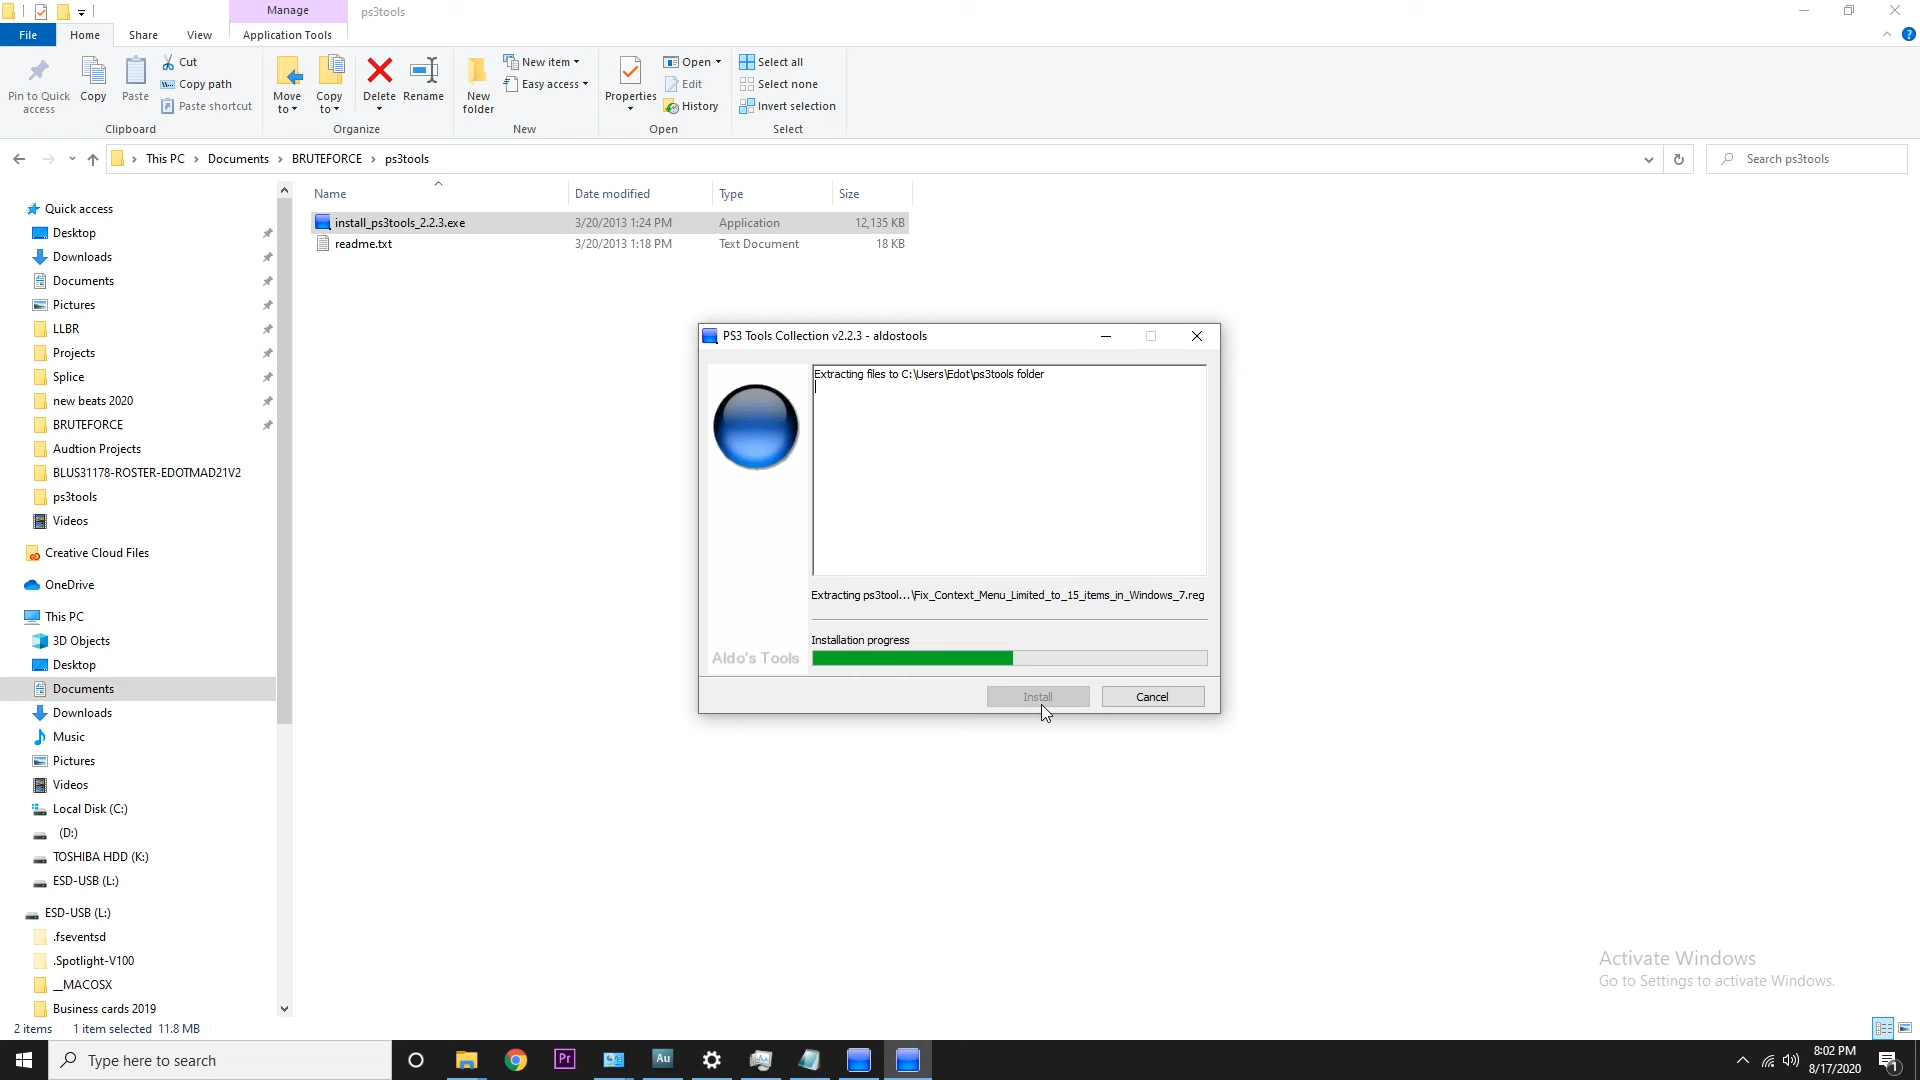 Manage
ps3tools
File
Home
Share
View
Application Tools
Pin to Quick access
Copy
Paste
Cut
Copy path
Paste shortcut
Clipboard
Move to
Copy to
Delete
Rename
Organize
New folder
New item
Easy access
New
Properties
Open
Edit
History
Open
Select all
Select none
Invert selection
Select
This PC > Documents > BRUTEFORCE > ps3tools
Search ps3tools
Name
Date modified
Type
Size
install_ps3tools_2.2.3.exe
3/20/2013 1:24 PM
Application
12,135 KB
readme.txt
3/20/2013 1:18 PM
Text Document
18 KB
Quick access
Desktop
Downloads
Documents
Pictures
LLBR
Projects
Splice
new beats 2020
BRUTEFORCE
Audtion Projects
BLUS31178-ROSTER-EDOTMAD21V2
ps3tools
Videos
Creative Cloud Files
OneDrive
This PC
3D Objects
Desktop
Documents
Downloads
Music
Pictures
Videos
Local Disk (C:)
(D:)
TOSHIBA HDD (K:)
ESD-USB (L:)
ESD-USB (L:)
.fseventsd
.Spotlight-V100
__MACOSX
Business cards 2019
PS3 Tools Collection v2.2.3 - aldostools
Extracting files to C:\Users\Edot\ps3tools folder
Extracting ps3tool...\Fix_Context_Menu_Limited_to_15_items_in_Windows_7.reg
Installation progress
Aldo's Tools
Install
Cancel
Activate Windows
Go to Settings to activate Windows.
2 items
1 item selected 11.8 MB
Type here to search
Pr
Au
8:02 PM
8/17/2020
1